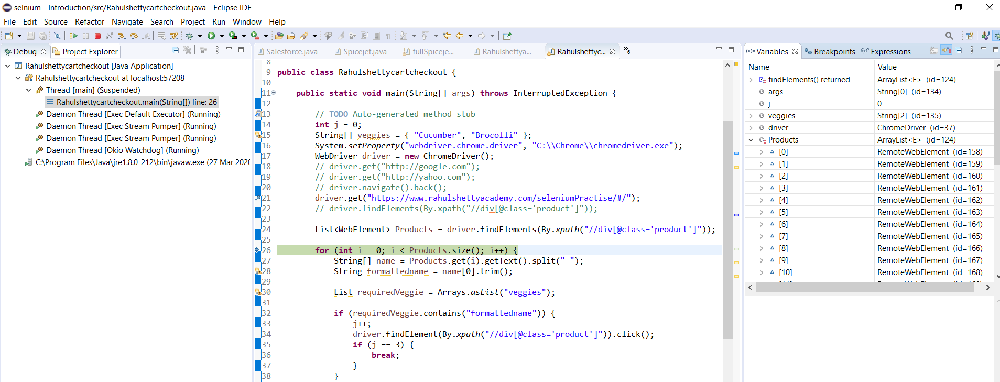 selnium - Introduction/src/Rahulshettycartcheckout.java - Eclipse IDE
File Edit Source Refactor Navigate Search Project Run Window Help
Debug Project Explorer
Rahulshettycartcheckout [Java Application]
Rahulshettycartcheckout at localhost:57208
Thread [main] (Suspended)
Rahulshettycartcheckout.main(String[]) line: 26
Daemon Thread [Exec Default Executor] (Running)
Daemon Thread [Exec Stream Pumper] (Running)
Daemon Thread [Exec Stream Pumper] (Running)
Daemon Thread [Okio Watchdog] (Running)
C:\Program Files\Java\jre1.8.0_212\bin\javaw.exe (27 Mar 2020
Salesforce.java Spicejet.java fullSpiceje... Rahulshettya... Rahulshettyc... »6
8
9 public class Rahulshettycartcheckout {
10
11 public static void main(String[] args) throws InterruptedException {
12
13 // TODO Auto-generated method stub
14 int j = 0;
15 String[] veggies = { "Cucumber", "Brocolli" };
16 System.setProperty("webdriver.chrome.driver", "C:\\Chrome\\chromedriver.exe");
17 WebDriver driver = new ChromeDriver();
18 // driver.get("http://google.com");
19 // driver.get("http://yahoo.com");
20 // driver.navigate().back();
21 driver.get("https://www.rahulshettyacademy.com/seleniumPractise/#/");
22 // driver.findElements(By.xpath("//div[@class='product']"));
23
24 List<WebElement> Products = driver.findElements(By.xpath("//div[@class='product']"));
25
26 for (int i = 0; i < Products.size(); i++) {
27 String[] name = Products.get(i).getText().split("-");
28 String formattedname = name[0].trim();
29
30 List requiredVeggie = Arrays.asList("veggies");
31
32 if (requiredVeggie.contains("formattedname")) {
33 j++;
34 driver.findElement(By.xpath("//div[@class='product']")).click();
35 if (j == 3) {
36 break;
37 }
38 }
(x)= Variables Breakpoints Expressions
Name Value
findElements() returned ArrayList<E> (id=124)
args String[0] (id=134)
j 0
veggies String[2] (id=135)
driver ChromeDriver (id=37)
Products ArrayList<E> (id=124)
[0] RemoteWebElement (id=158)
[1] RemoteWebElement (id=159)
[2] RemoteWebElement (id=160)
[3] RemoteWebElement (id=161)
[4] RemoteWebElement (id=162)
[5] RemoteWebElement (id=163)
[6] RemoteWebElement (id=164)
[7] RemoteWebElement (id=165)
[8] RemoteWebElement (id=166)
[9] RemoteWebElement (id=167)
[10] RemoteWebElement (id=168)